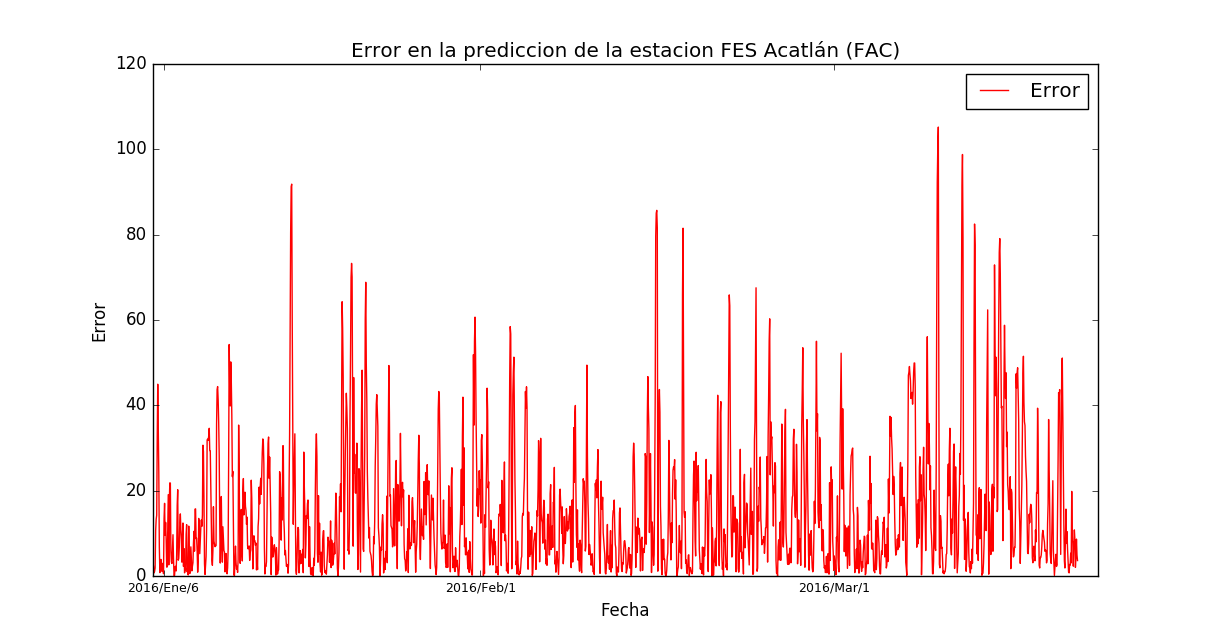 Error en la prediccion de la estacion FES Acatlán (FAC)
120
100
80
60
40
20
0
Error
Error
2016/Ene/6
2016/Feb/1
2016/Mar/1
Fecha